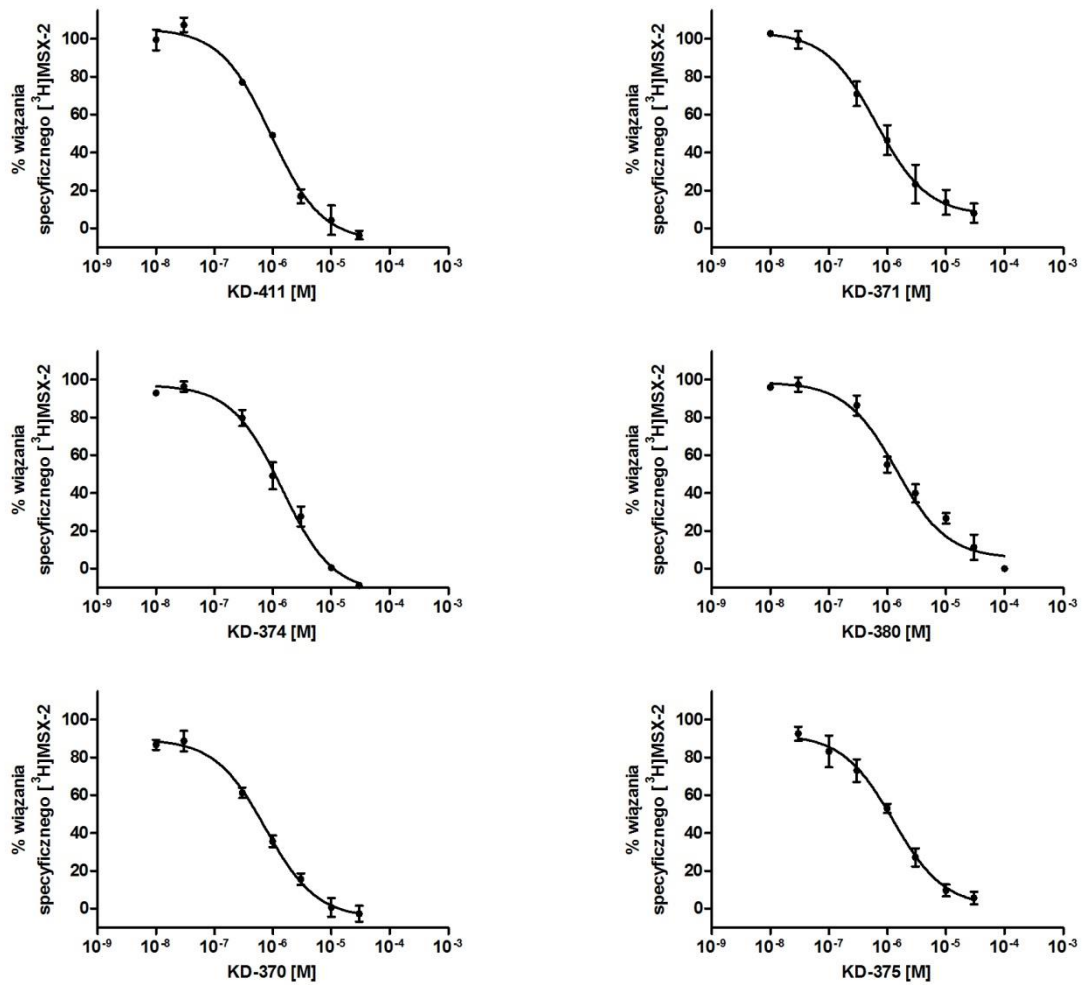 % wiązania
specyficznego [³H]MSX-2
100
80
60
40
20
0
10⁻⁹ 10⁻⁸ 10⁻⁷ 10⁻⁶ 10⁻⁵ 10⁻⁴ 10⁻³
KD-411 [M]
% wiązania
specyficznego [³H]MSX-2
100
80
60
40
20
0
10⁻⁹ 10⁻⁸ 10⁻⁷ 10⁻⁶ 10⁻⁵ 10⁻⁴ 10⁻³
KD-371 [M]
% wiązania
specyficznego [³H]MSX-2
100
80
60
40
20
0
10⁻⁹ 10⁻⁸ 10⁻⁷ 10⁻⁶ 10⁻⁵ 10⁻⁴ 10⁻³
KD-374 [M]
% wiązania
specyficznego [³H]MSX-2
100
80
60
40
20
0
10⁻⁹ 10⁻⁸ 10⁻⁷ 10⁻⁶ 10⁻⁵ 10⁻⁴ 10⁻³
KD-380 [M]
% wiązania
specyficznego [³H]MSX-2
100
80
60
40
20
0
10⁻⁹ 10⁻⁸ 10⁻⁷ 10⁻⁶ 10⁻⁵ 10⁻⁴ 10⁻³
KD-370 [M]
% wiązania
specyficznego [³H]MSX-2
100
80
60
40
20
0
10⁻⁹ 10⁻⁸ 10⁻⁷ 10⁻⁶ 10⁻⁵ 10⁻⁴ 10⁻³
KD-375 [M]